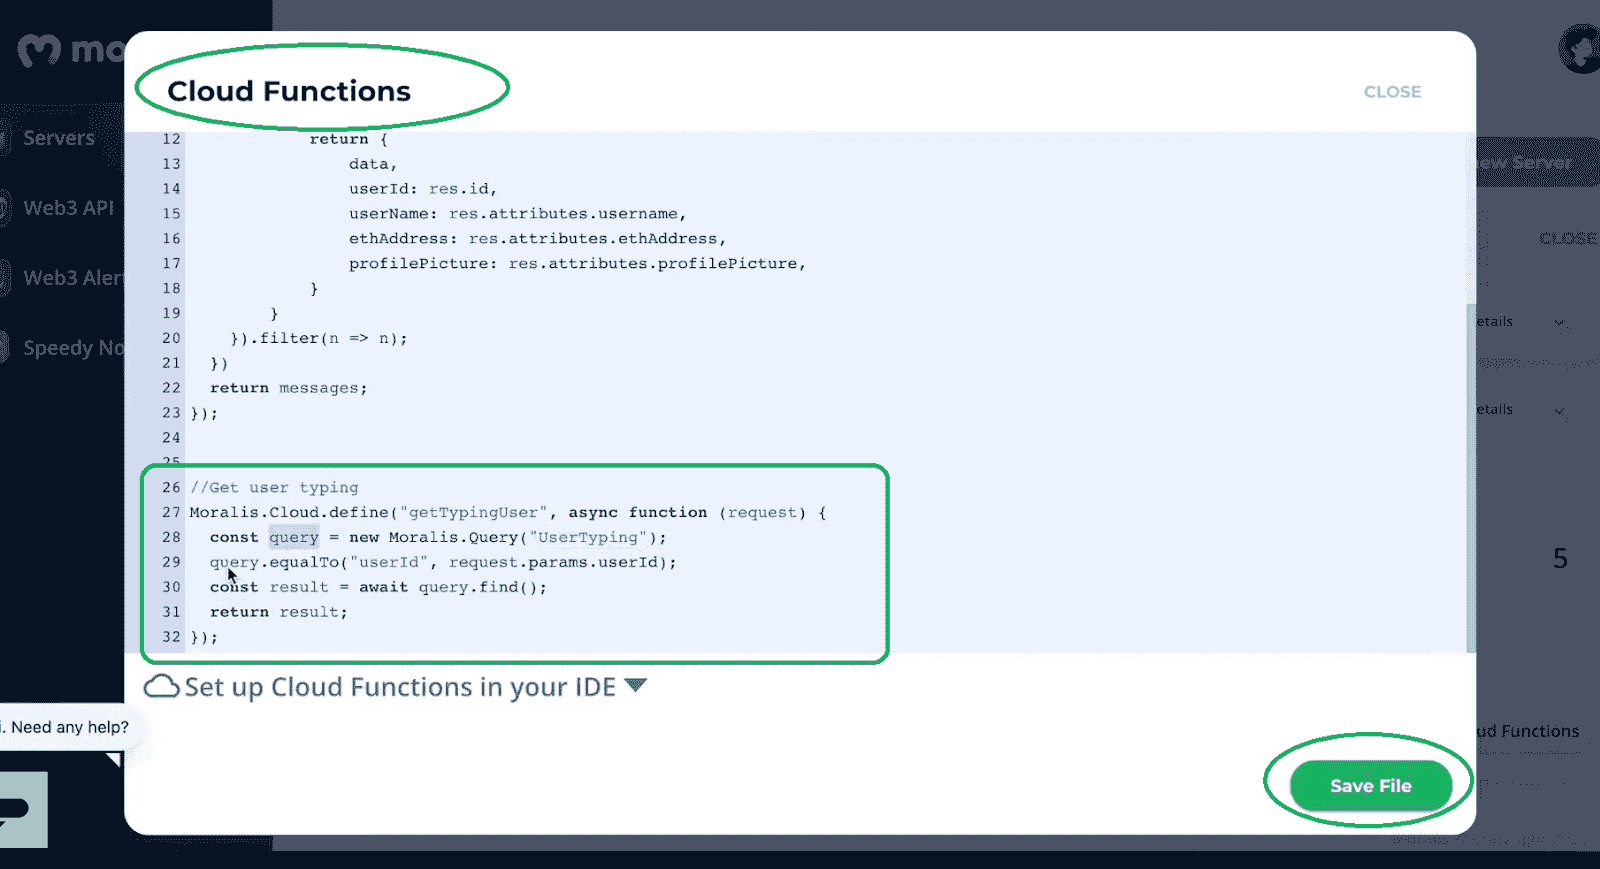 mo
Servers
Web3 API
Web3 Aler
Speedy No
i. Need any help?
Cloud Functions
CLOSE
12 return {
13 data,
14 userId: res.id,
15 userName: res.attributes.username,
16 ethAddress: res.attributes.ethAddress,
17 profilePicture: res.attributes.profilePicture,
18 }
19 }
20 }).filter(n => n);
21 })
22 return messages;
23 });
24
25
26 //Get user typing
27 Moralis.Cloud.define("getTypingUser", async function (request) {
28 const query = new Moralis.Query("UserTyping");
29 query.equalTo("userId", request.params.userId);
30 const result = await query.find();
31 return result;
32 });
Set up Cloud Functions in your IDE
Save File
ew Server
CLOSE
etails
etails
5
ud Functions